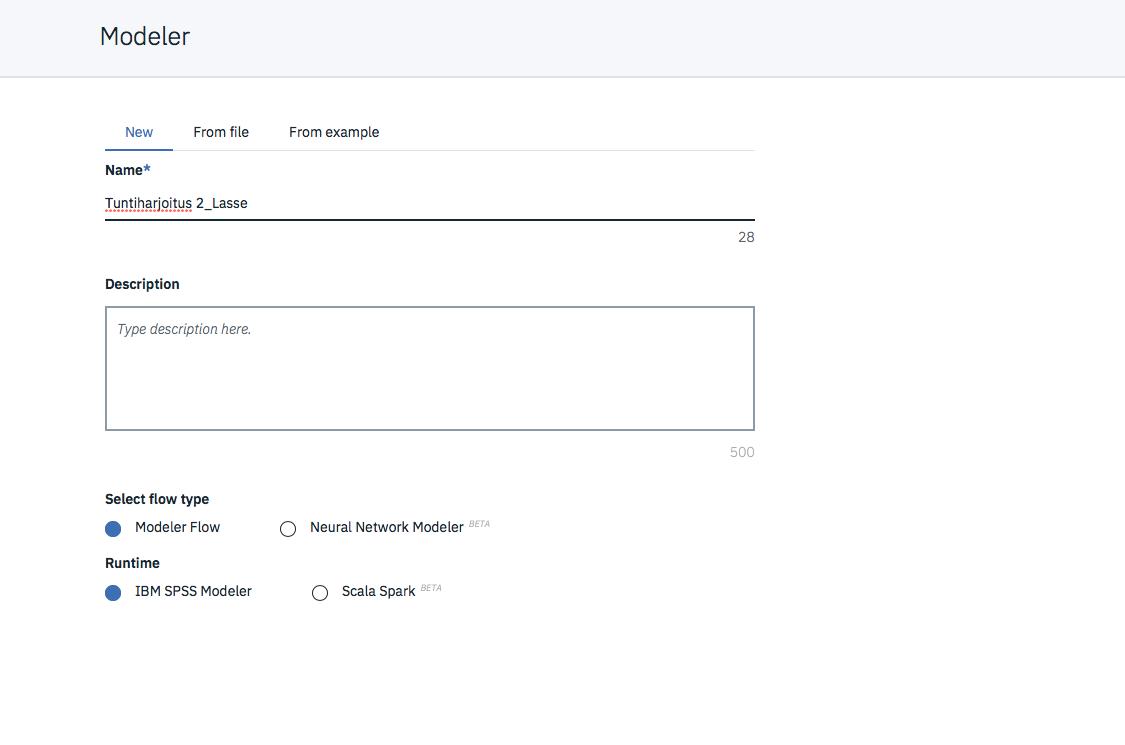 Modeler
New From file From example
Name*
Tuntiharjoitus 2_Lasse
28
Description
Type description here.
500
Select flow type
Modeler Flow Neural Network Modeler BETA
Runtime
IBM SPSS Modeler Scala Spark BETA